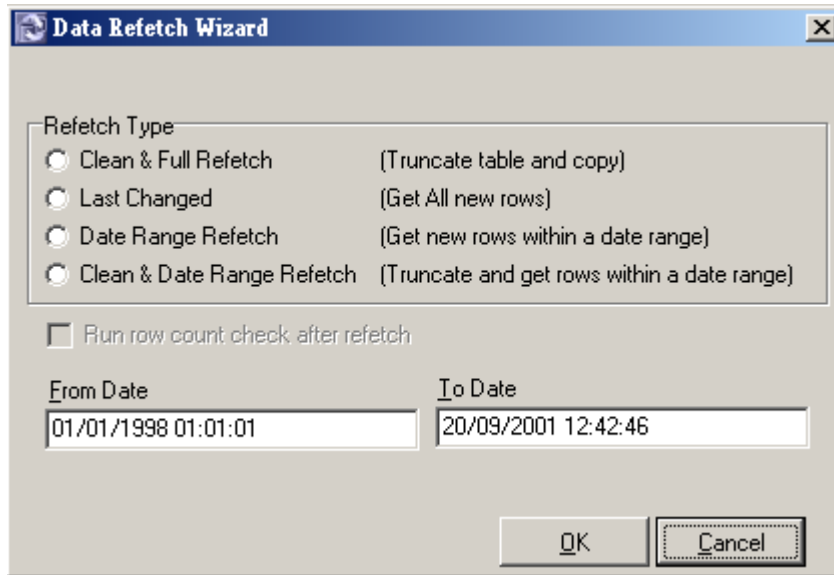 Data Refetch Wizard
Refetch Type
Clean & Full Refetch (Truncate table and copy)
Last Changed (Get All new rows)
Date Range Refetch (Get new rows within a date range)
Clean & Date Range Refetch (Truncate and get rows within a date range)
Run row count check after refetch
From Date To Date
01/01/1998 01:01:01 20/09/2001 12:42:46
OK Cancel